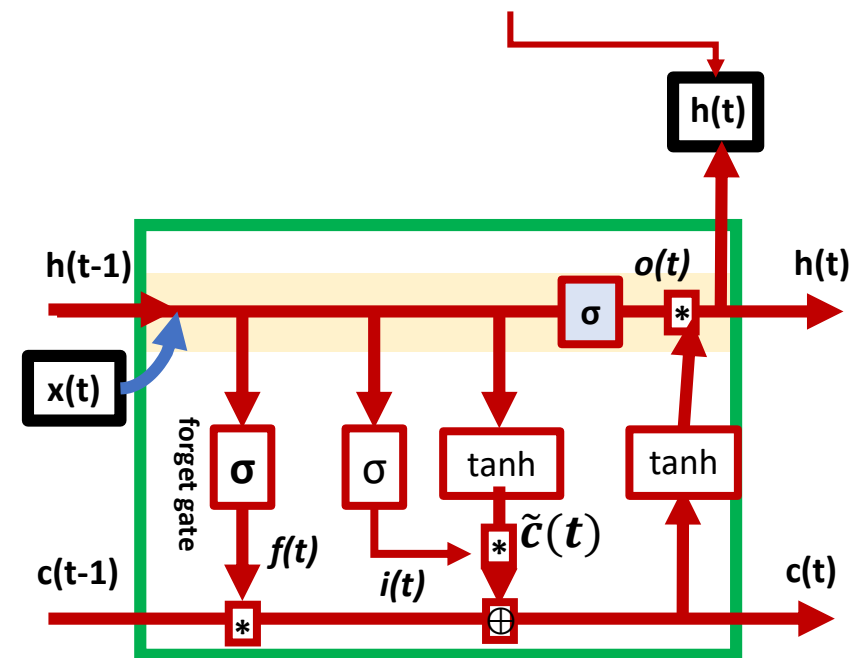 h(t)
h(t-1)
o(t)
h(t)
σ
*
x(t)
forget gate
σ
σ
tanh
tanh
f(t)
i(t)
*
c̃(t)
c(t-1)
c(t)
*
⊕